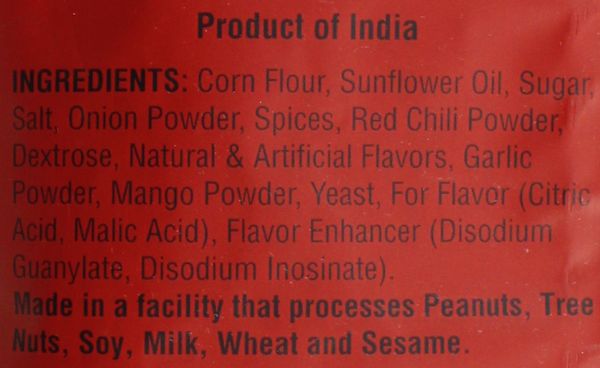 Product of India
INGREDIENTS: Corn Flour, Sunflower Oil, Sugar,
Salt, Onion Powder, Spices, Red Chili Powder,
Dextrose, Natural & Artificial Flavors, Garlic
Powder, Mango Powder, Yeast, For Flavor (Citric
Acid, Malic Acid), Flavor Enhancer (Disodium
Guanylate, Disodium Inosinate).
Made in a facility that processes Peanuts, Tree
Nuts, Soy, Milk, Wheat and Sesame.